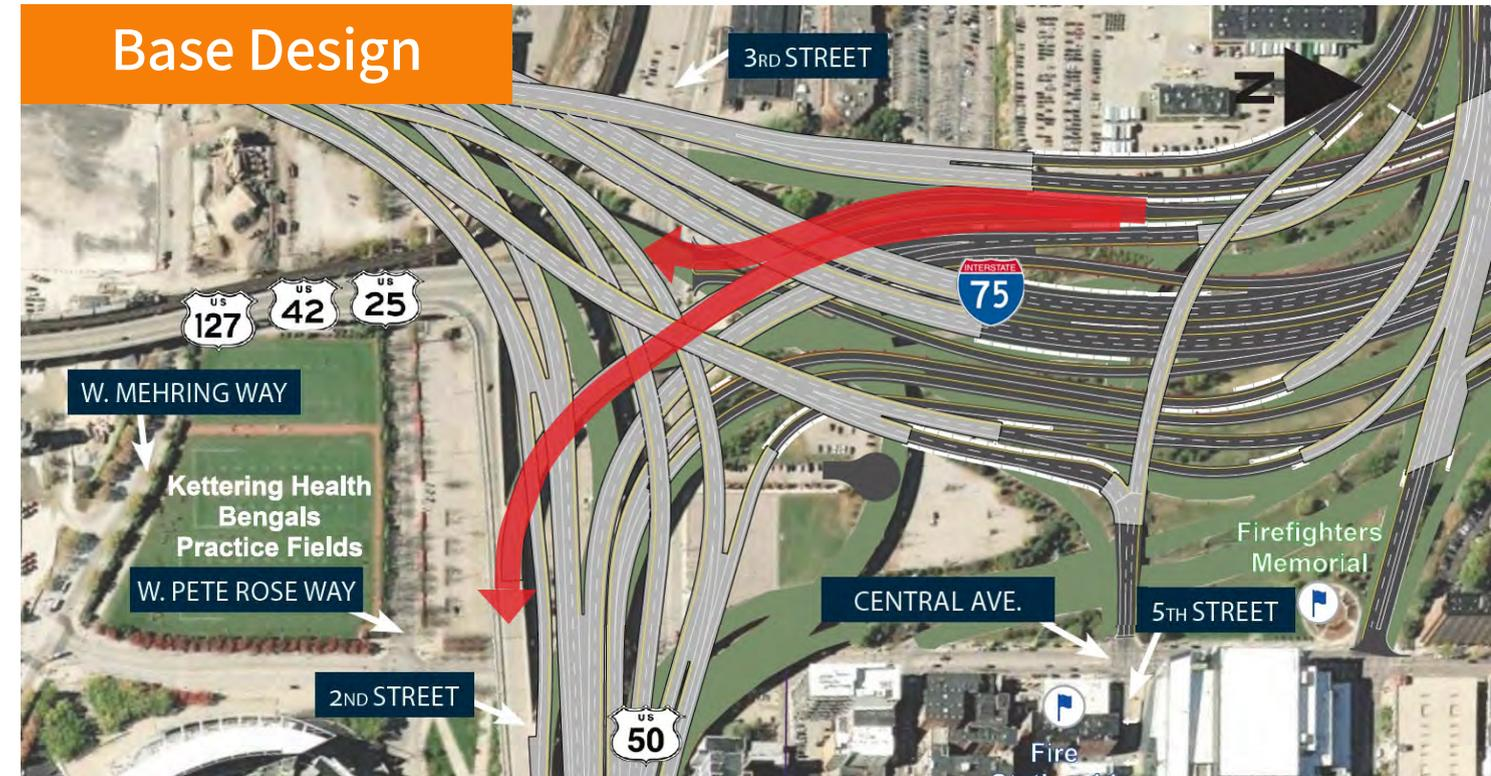 Base Design
3RD STREET
N
INTERSTATE
75
US
127
US
42
US
25
W. MEHRING WAY
Kettering Health
Bengals
Practice Fields
W. PETE ROSE WAY
Firefighters
Memorial
CENTRAL AVE.
5TH STREET
2ND STREET
US
50
Fire